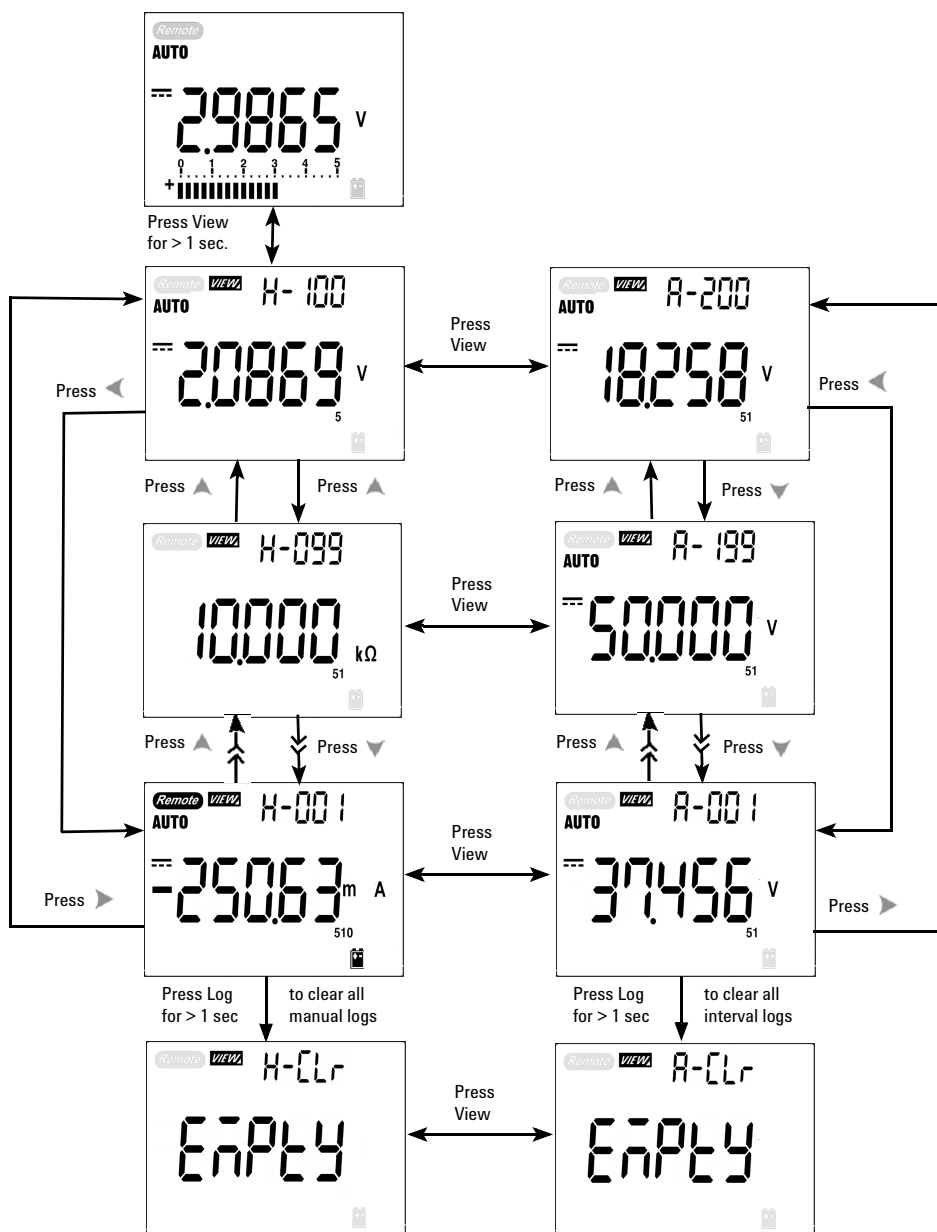 Remote
AUTO
2.9865 V
0 1 2 3 4 5
+
Press View
for > 1 sec.
Remote VIEW H-100
AUTO
2.0869 V
5
Press
View
Remote VIEW A-200
AUTO
18.258 V
51
Press
Press
Press
Press
Press
Press
Remote VIEW H-099
10.000 kΩ
51
Press
View
Remote VIEW A-199
AUTO
50.000 V
51
Press
Press
Press
Press
Remote VIEW H-001
AUTO
-250.63 m A
510
Press
View
Remote VIEW A-001
AUTO
37.456 V
51
Press
Press
Press Log
for > 1 sec
to clear all
manual logs
Press Log
for > 1 sec
to clear all
interval logs
Remote VIEW H-CLr
EmPtY
Press
View
Remote VIEW A-CLr
EmPtY